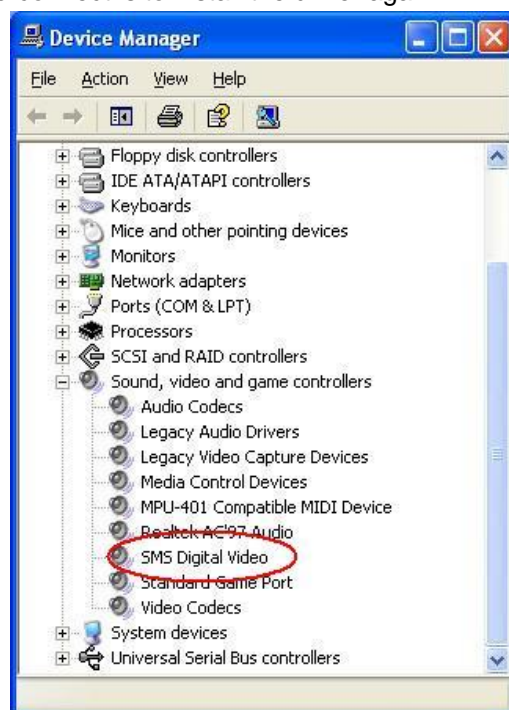 Device Manager
File Action View Help
Floppy disk controllers
IDE ATA/ATAPI controllers
Keyboards
Mice and other pointing devices
Monitors
Network adapters
Ports (COM & LPT)
Processors
SCSI and RAID controllers
Sound, video and game controllers
Audio Codecs
Legacy Audio Drivers
Legacy Video Capture Devices
Media Control Devices
MPU-401 Compatible MIDI Device
Realtek AC'97 Audio
SMS Digital Video
Standard Game Port
Video Codecs
System devices
Universal Serial Bus controllers